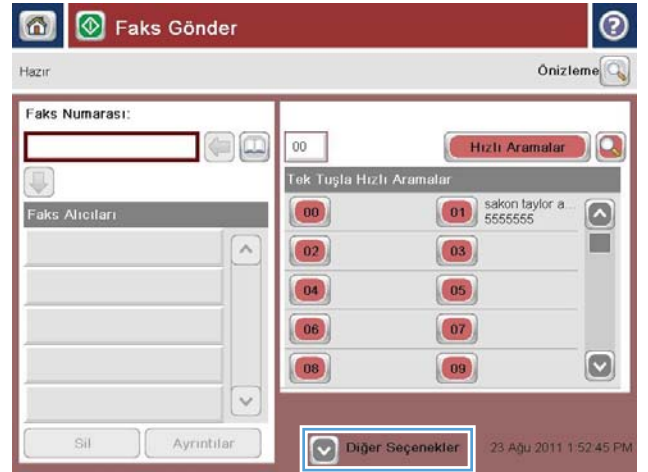 Faks Gönder
Hazır
Önizleme
Faks Numarası:
00
Hızlı Aramalar
Tek Tuşla Hızlı Aramalar
Faks Alıcıları
00
01 sakon taylor a...
5555555
02 03
04 05
06 07
08 09
Sil Ayrıntılar
Diğer Seçenekler
23 Ağu 2011 1:52:45 PM